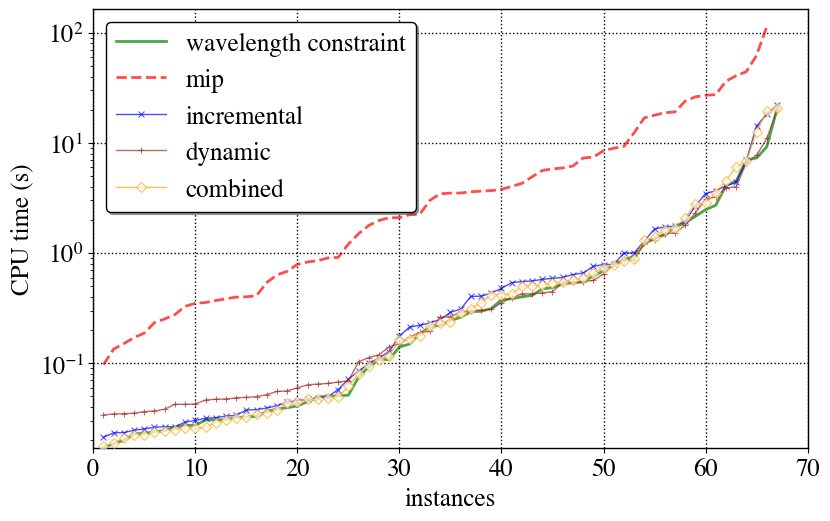 10²
10¹
10⁰
10⁻¹
CPU time (s)
wavelength constraint
mip
incremental
dynamic
combined
0 10 20 30 40 50 60 70
instances